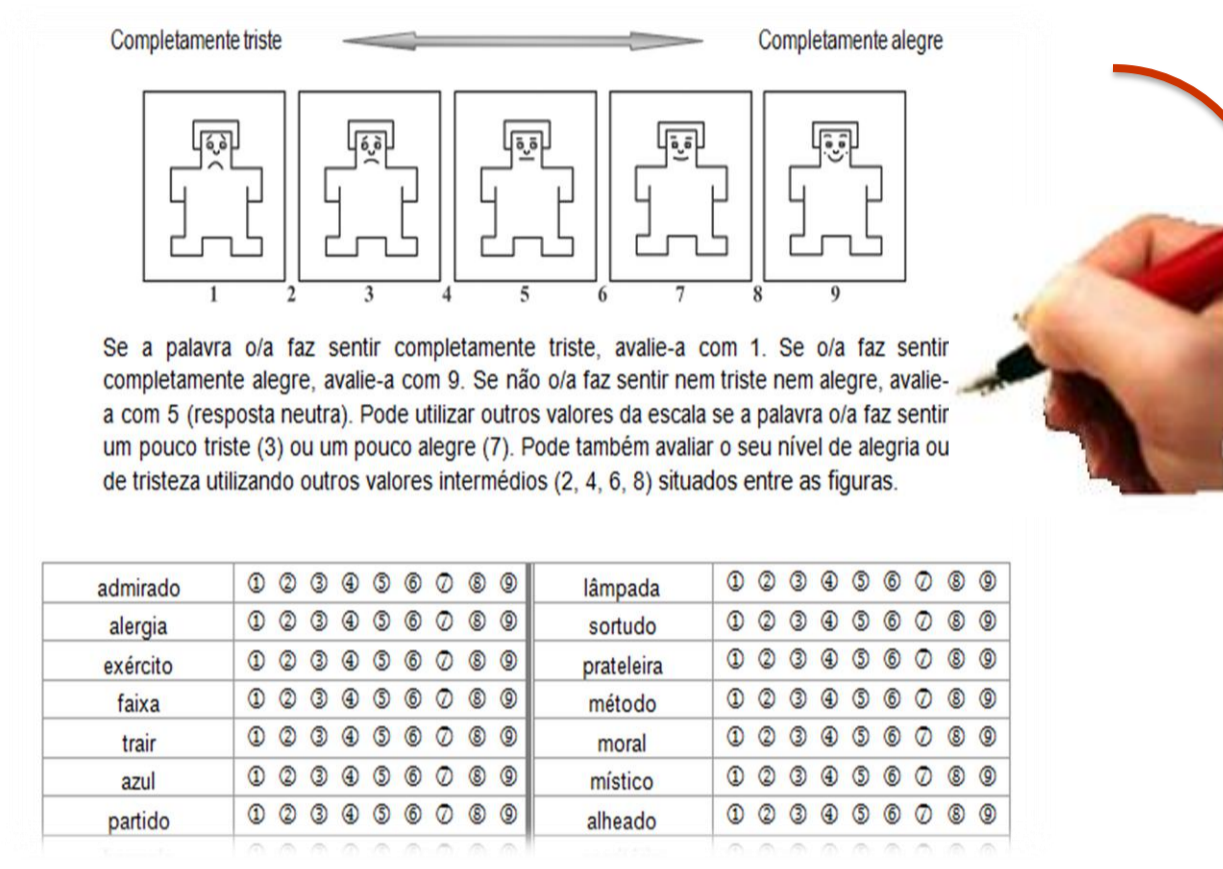 Completamente triste Completamente alegre
1 2 3 4 5 6 7 8 9
Se a palavra o/a faz sentir completamente triste, avalie-a com 1. Se o/a faz sentir
completamente alegre, avalie-a com 9. Se não o/a faz sentir nem triste nem alegre, avalie-
a com 5 (resposta neutra). Pode utilizar outros valores da escala se a palavra o/a faz sentir
um pouco triste (3) ou um pouco alegre (7). Pode também avaliar o seu nível de alegria ou
de tristeza utilizando outros valores intermédios (2, 4, 6, 8) situados entre as figuras.
admirado ① ② ③ ④ ⑤ ⑥ ⑦ ⑧ ⑨ lâmpada ① ② ③ ④ ⑤ ⑥ ⑦ ⑧ ⑨
alergia ① ② ③ ④ ⑤ ⑥ ⑦ ⑧ ⑨ sortudo ① ② ③ ④ ⑤ ⑥ ⑦ ⑧ ⑨
exército ① ② ③ ④ ⑤ ⑥ ⑦ ⑧ ⑨ prateleira ① ② ③ ④ ⑤ ⑥ ⑦ ⑧ ⑨
faixa ① ② ③ ④ ⑤ ⑥ ⑦ ⑧ ⑨ método ① ② ③ ④ ⑤ ⑥ ⑦ ⑧ ⑨
trair ① ② ③ ④ ⑤ ⑥ ⑦ ⑧ ⑨ moral ① ② ③ ④ ⑤ ⑥ ⑦ ⑧ ⑨
azul ① ② ③ ④ ⑤ ⑥ ⑦ ⑧ ⑨ místico ① ② ③ ④ ⑤ ⑥ ⑦ ⑧ ⑨
partido ① ② ③ ④ ⑤ ⑥ ⑦ ⑧ ⑨ alheado ① ② ③ ④ ⑤ ⑥ ⑦ ⑧ ⑨